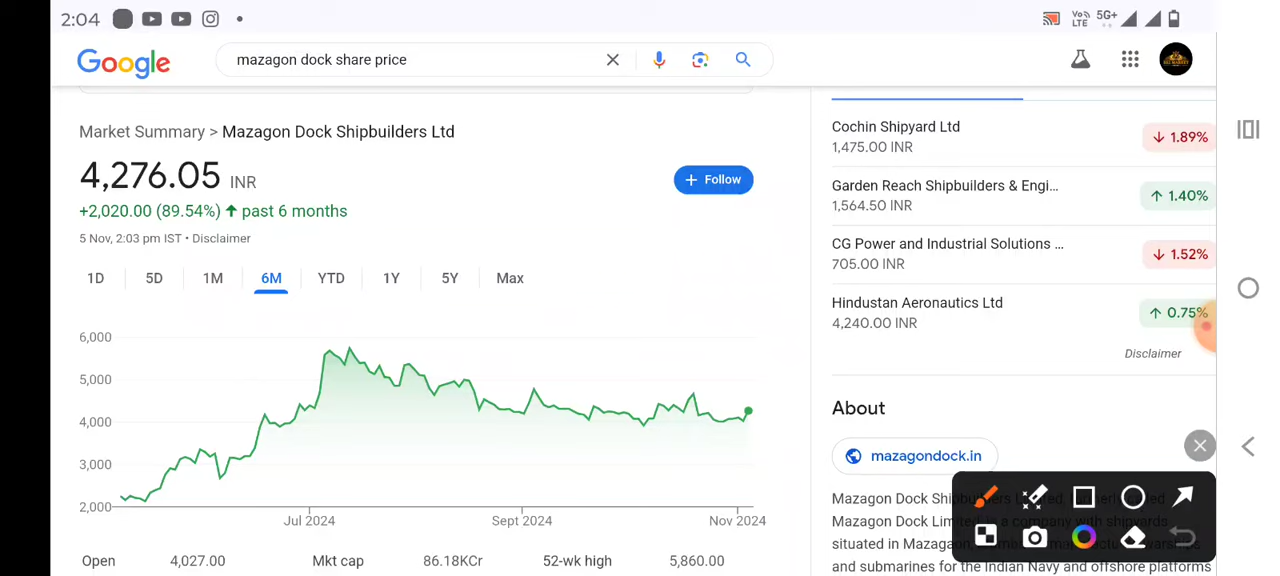 2:04
Vo) LTE 5G+
Google
mazagon dock share price
Market Summary > Mazagon Dock Shipbuilders Ltd
4,276.05 INR
+ Follow
+2,020.00 (89.54%) ↑ past 6 months
5 Nov, 2:03 pm IST • Disclaimer
1D 5D 1M 6M YTD 1Y 5Y Max
6,000
5,000
4,000
3,000
2,000
Jul 2024 Sept 2024 Nov 2024
Open 4,027.00 Mkt cap 86.18KCr 52-wk high 5,860.00
Cochin Shipyard Ltd
1,475.00 INR
↓ 1.89%
Garden Reach Shipbuilders & Engi...
1,564.50 INR
↑ 1.40%
CG Power and Industrial Solutions ...
705.00 INR
↓ 1.52%
Hindustan Aeronautics Ltd
4,240.00 INR
↑ 0.75%
Disclaimer
About
mazagondock.in
Mazagon Dock Shipbuilders
Mazagon Dock Limited a company with shipyards
situated in Mazagaon
and submarines for the Indian Navy and offshore platforms